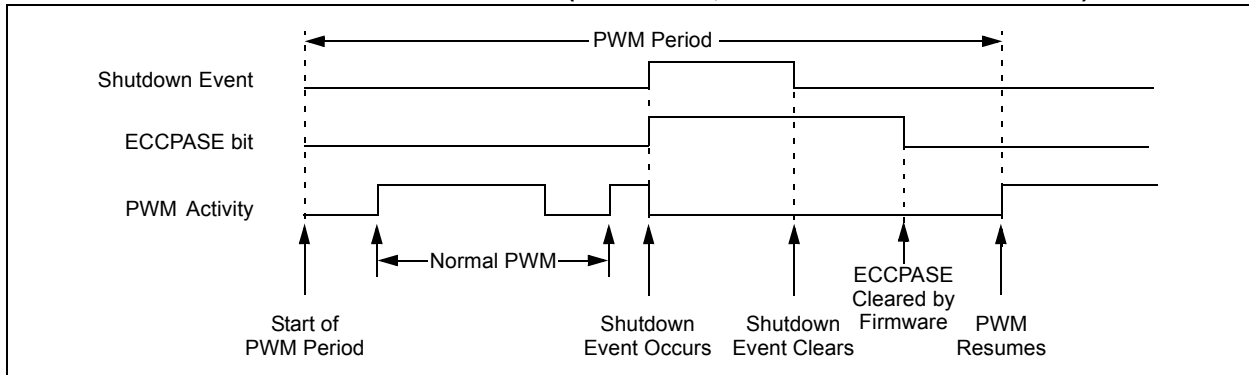 PWM Period
Shutdown Event
ECCPASE bit
PWM Activity
Normal PWM
Start of
PWM Period
Shutdown
Event Occurs
Shutdown
Event Clears
ECCPASE
Cleared by
Firmware
PWM
Resumes